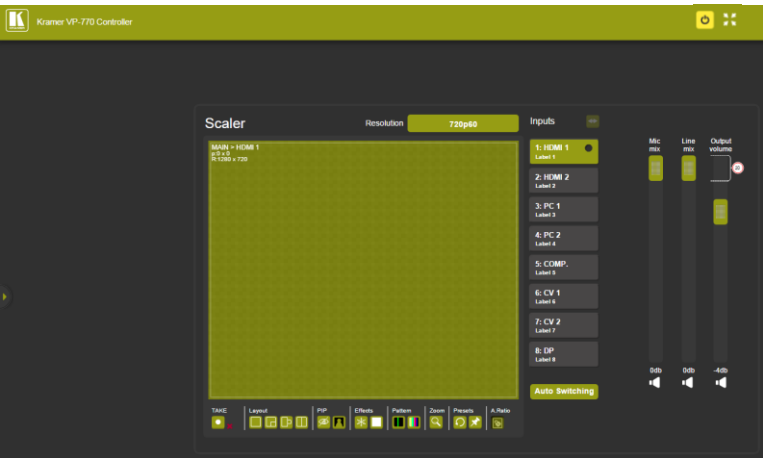 Kramer VP-770 Controller
Scaler
Resolution
720p60
Inputs
MAIN > HDMI 1
p:0 x 0
R:1280 x 720
1: HDMI 1
Label 1
2: HDMI 2
Label 2
3: PC 1
Label 3
4: PC 2
Label 4
5: COMP.
Label 5
6: CV 1
Label 6
7: CV 2
Label 7
8: DP
Label 8
Auto Switching
Mic mix
Line mix
Output volume
0db
0db
-4db
TAKE
Layout
PIP
Effects
Pattern
Zoom
Presets
A.Ratio